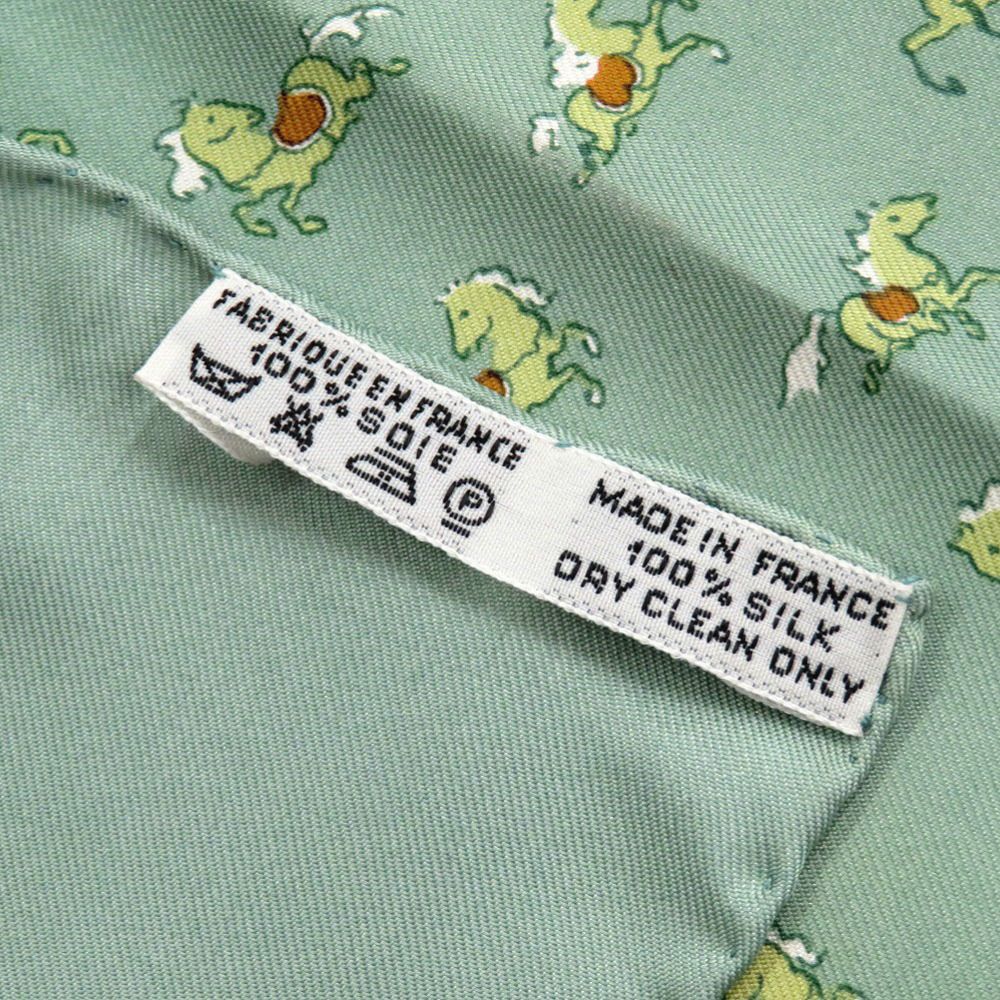 FABRIQUE EN FRANCE
100% SOIE
P
MADE IN FRANCE
100% SILK
DRY CLEAN ONLY